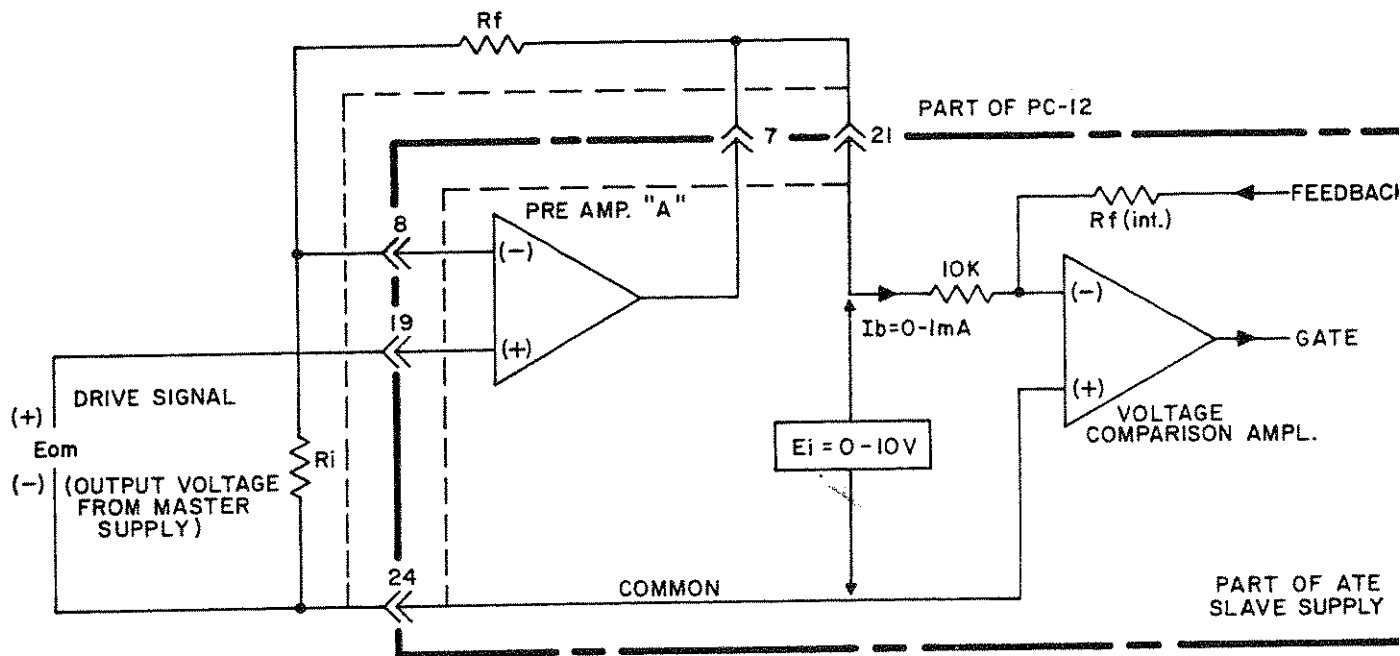 Rf
PART OF PC-12
7
21
PRE AMP. "A"
FEEDBACK
Rf (int.)
8
(-)
10K
(-)
19
Ib=0-1mA
(+)
GATE
DRIVE SIGNAL
(+)
(+)
Eom
VOLTAGE
COMPARISON AMPL.
Ri
Ei = 0-10V
(-)
(OUTPUT VOLTAGE
FROM MASTER
SUPPLY)
24
COMMON
PART OF ATE
SLAVE SUPPLY